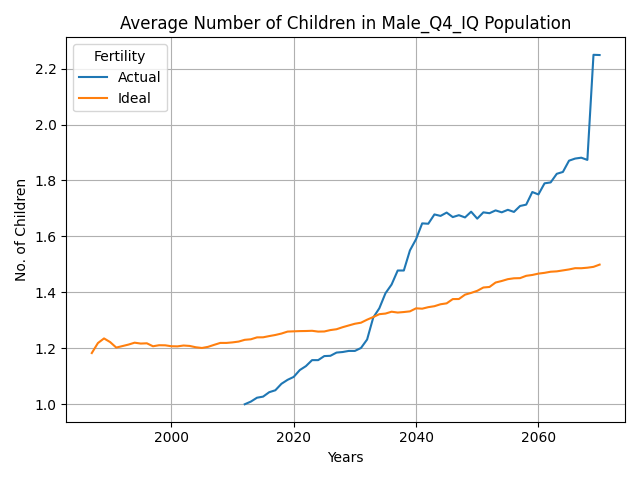 Average Number of Children in Male_Q4_IQ Population
Fertility
Actual
Ideal
No. of Children
2.2
2.0
1.8
1.6
1.4
1.2
1.0
2000 2020 2040 2060
Years